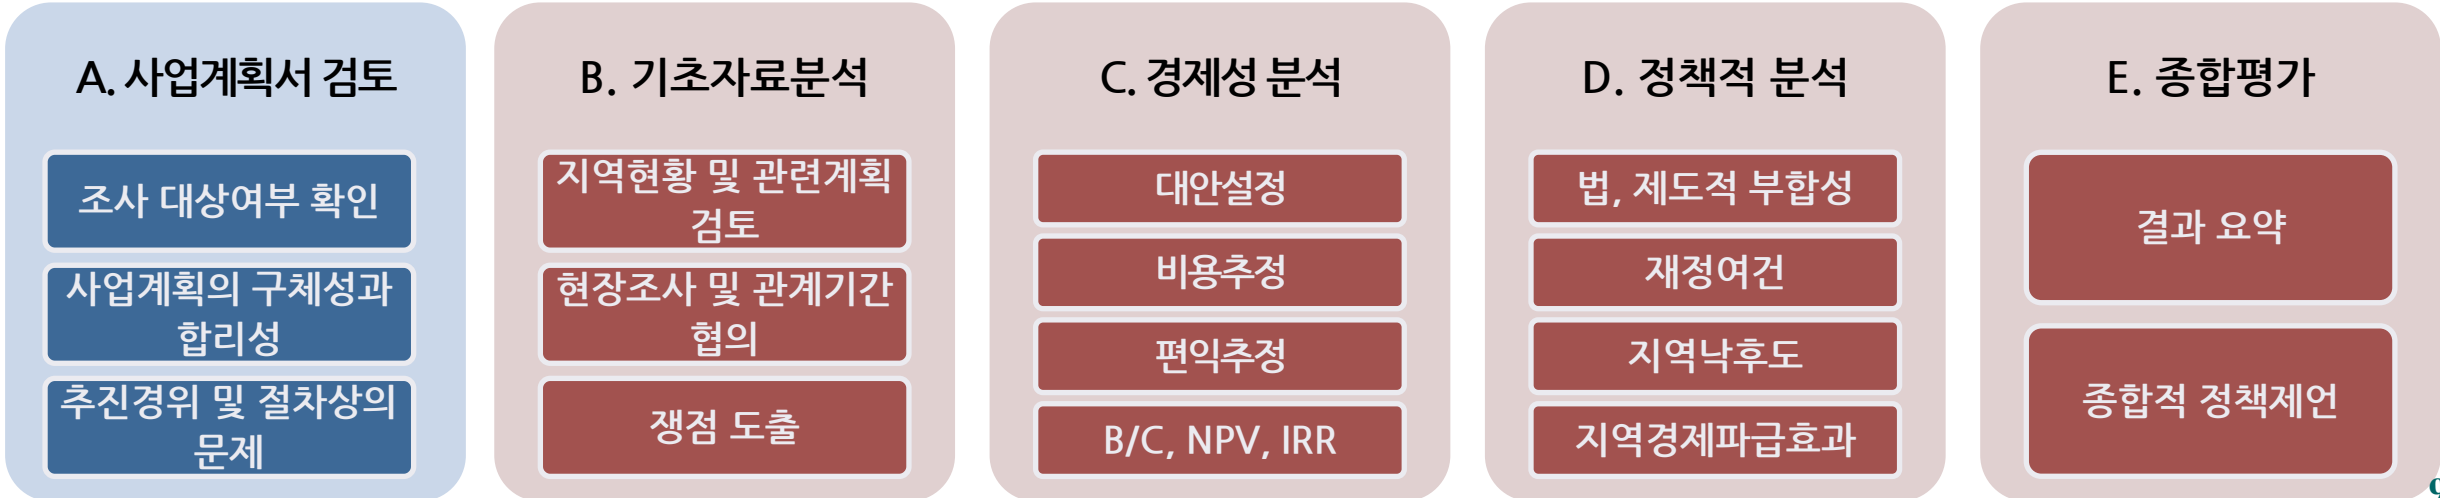 A. 사업계획서 검토
조사 대상여부 확인
사업계획의 구체성과
합리성
추진경위 및 절차상의
문제
B. 기초자료분석
지역현황 및 관련계획
검토
현장조사 및 관계기간
협의
쟁점 도출
C. 경제성 분석
대안설정
비용추정
편익추정
B/C, NPV, IRR
D. 정책적 분석
법, 제도적 부합성
재정여건
지역낙후도
지역경제파급효과
E. 종합평가
결과 요약
종합적 정책제언